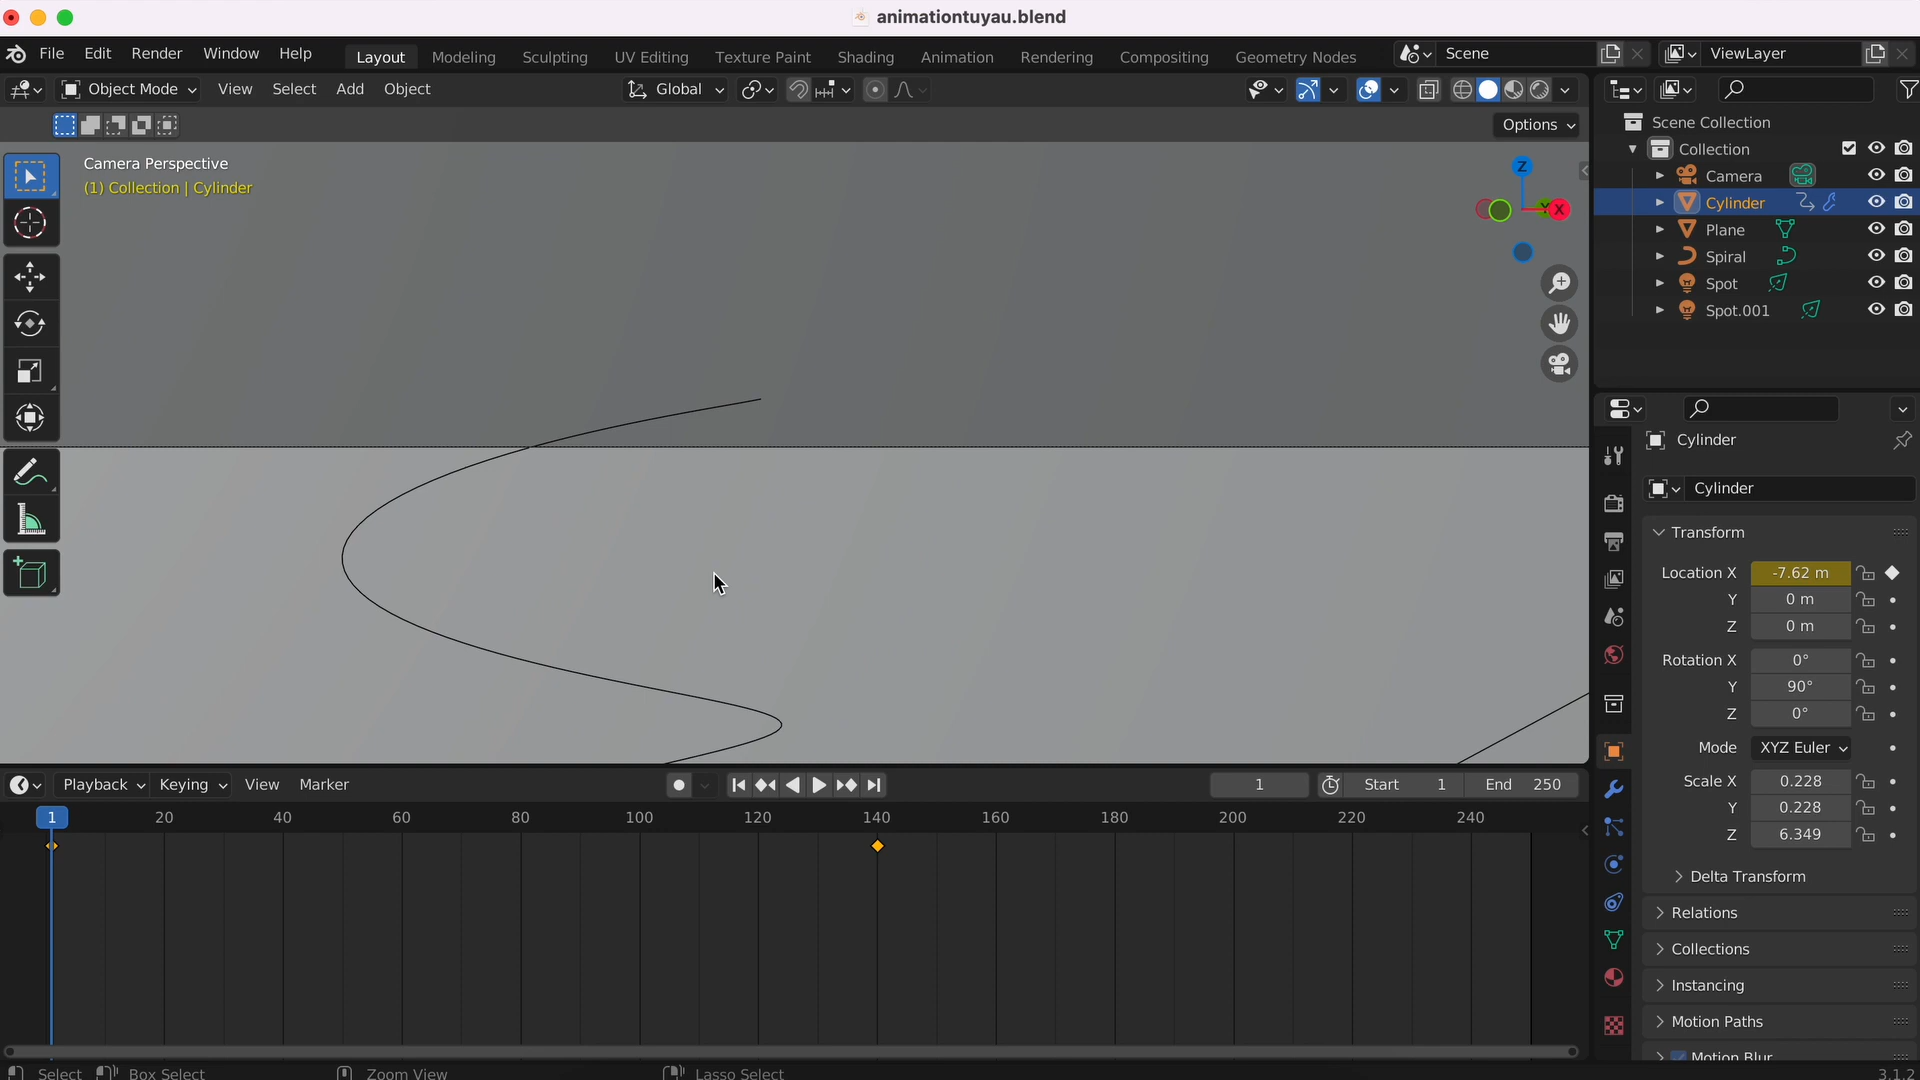 animationtuyau.blend
File Edit Render Window Help Layout Modeling Sculpting UV Editing Texture Paint Shading Animation Rendering Compositing Geometry Nodes Scene ViewLayer
Object Mode View Select Add Object Global
Options
Camera Perspective
(1) Collection | Cylinder
Z
Y
X
Scene Collection
Collection
Camera
Cylinder
Plane
Spiral
Spot
Spot.001
Cylinder
Cylinder
Transform
Location X -7.62 m
Y 0 m
Z 0 m
Rotation X 0°
Y 90°
Z 0°
Mode XYZ Euler
Scale X 0.228
Y 0.228
Z 6.349
Delta Transform
Relations
Collections
Instancing
Motion Paths
Motion Blur
Playback Keying View Marker 1 Start 1 End 250
1 20 40 60 80 100 120 140 160 180 200 220 240
Select Box Select Zoom View Lasso Select 3.1.2